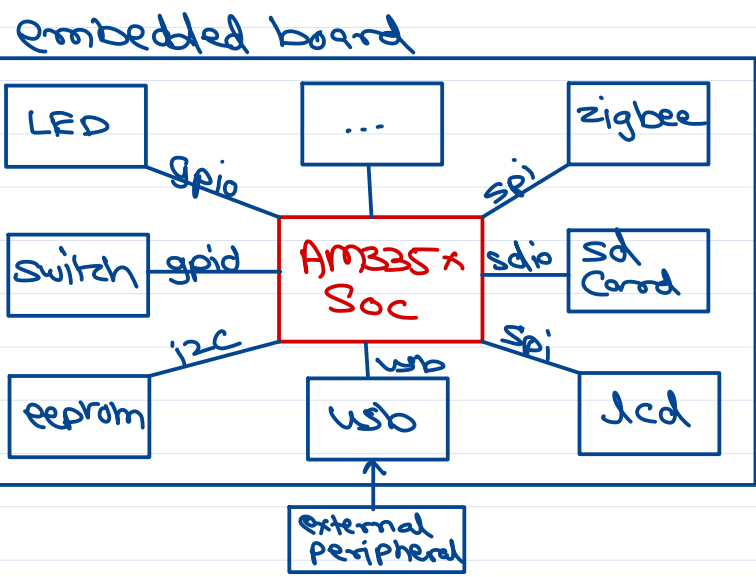 embedded board
LED
...
zigbee
gpio
spi
switch
gpio
AM335x
Soc
sdio
sd
Card
i2c
usb
spi
eeprom
usb
lcd
external
peripheral